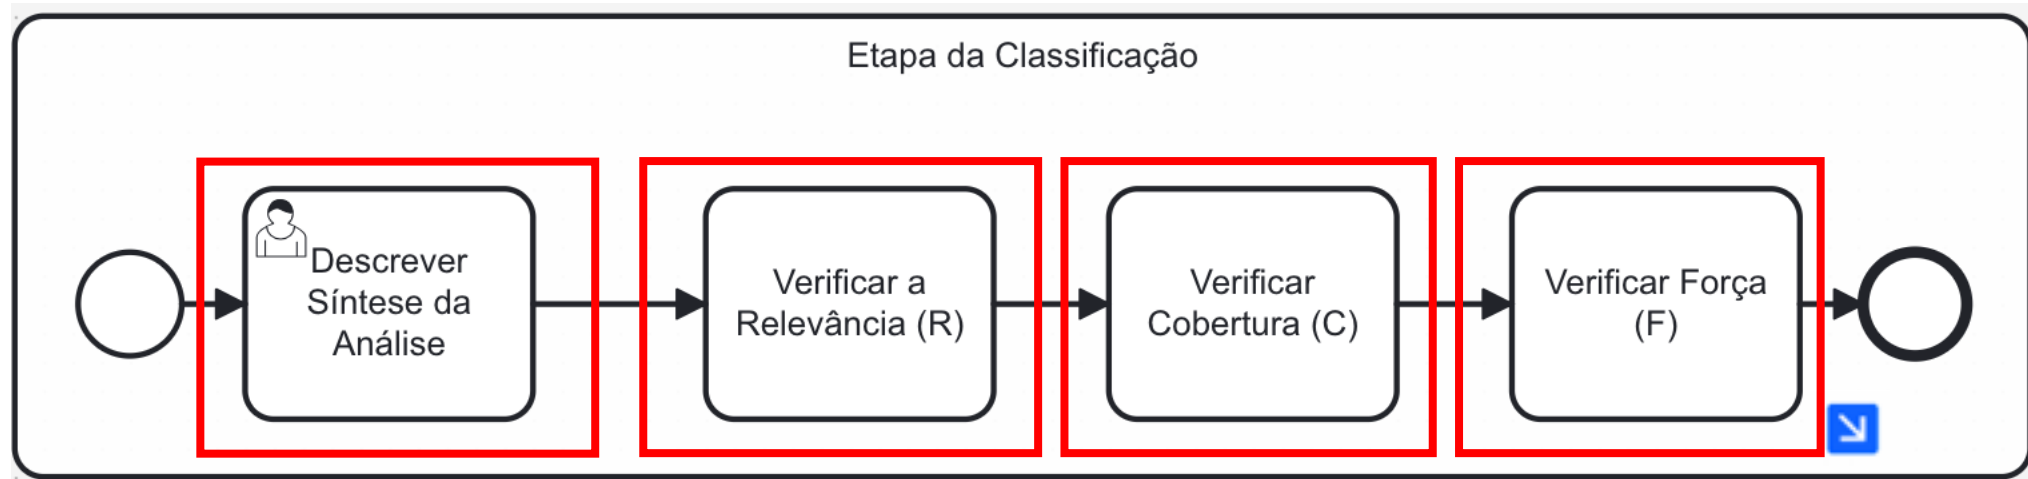 Etapa da Classificação
Descrever
Síntese da
Análise
Verificar a
Relevância (R)
Verificar
Cobertura (C)
Verificar Força
(F)